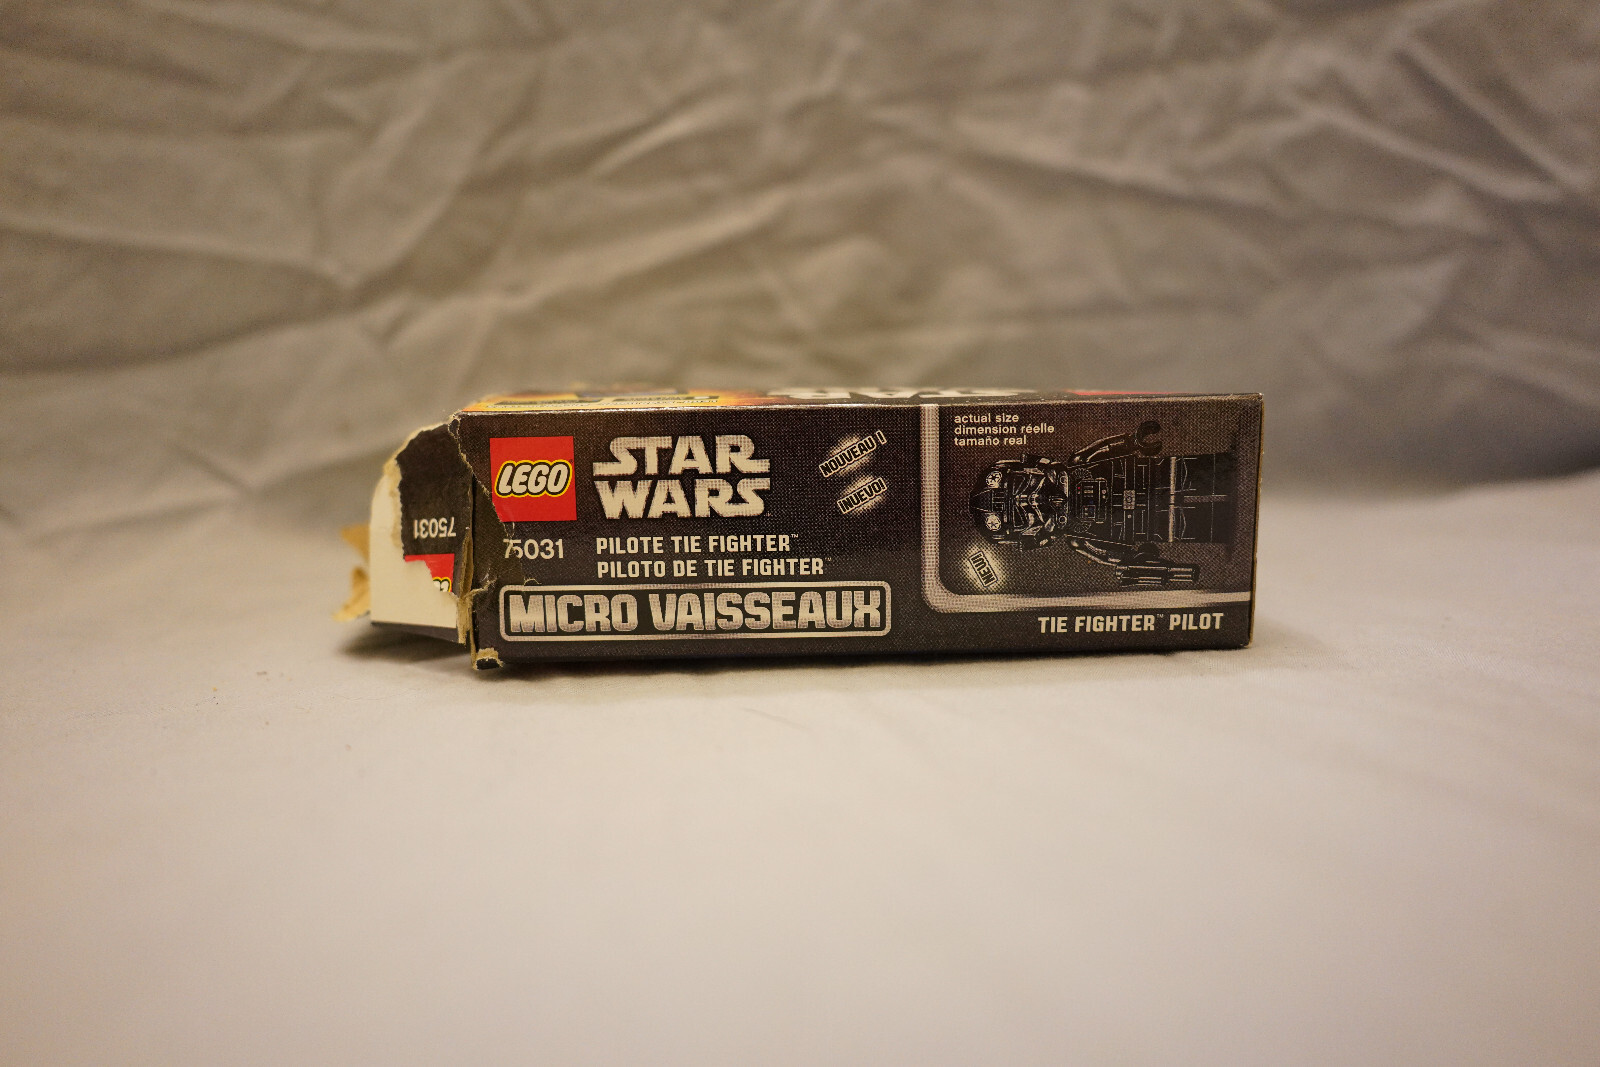 LEGO
STAR
WARS
NOUVEAU !
¡NUEVO!
75031
PILOTE TIE FIGHTER™
PILOTO DE TIE FIGHTER™
MICRO VAISSEAUX
actual size
dimension réelle
tamaño real
NEW!
TIE FIGHTER™ PILOT
75031